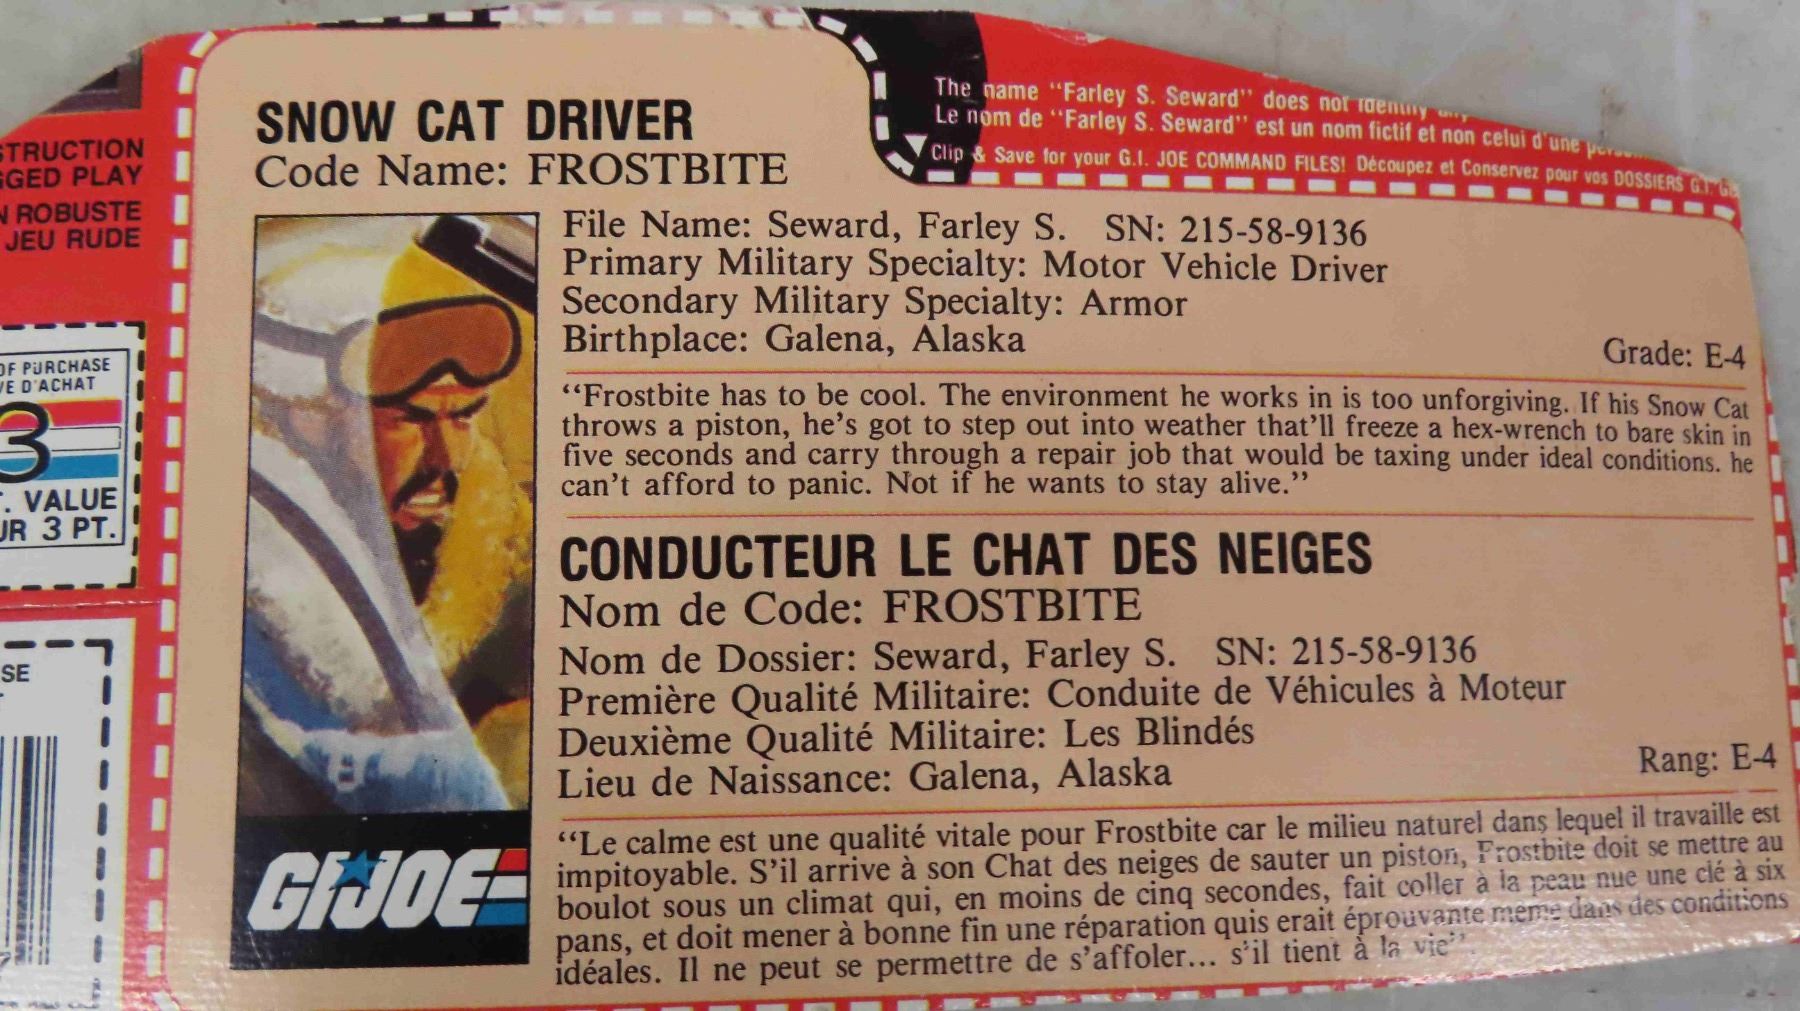 The name "Farley S. Seward" does not identify
Le nom de "Farley S. Seward" est un nom fictif et non celui d'une
Clip & Save for your G.I. JOE COMMAND FILES! Découpez et Conservez pour vos DOSSIERS G.I.
SNOW CAT DRIVER
Code Name: FROSTBITE
File Name: Seward, Farley S. SN: 215-58-9136
Primary Military Specialty: Motor Vehicle Driver
Secondary Military Specialty: Armor
Birthplace: Galena, Alaska
Grade: E-4
"Frostbite has to be cool. The environment he works in is too unforgiving. If his Snow Cat
throws a piston, he's got to step out into weather that'll freeze a hex-wrench to bare skin in
five seconds and carry through a repair job that would be taxing under ideal conditions. he
can't afford to panic. Not if he wants to stay alive."
CONDUCTEUR LE CHAT DES NEIGES
Nom de Code: FROSTBITE
Nom de Dossier: Seward, Farley S. SN: 215-58-9136
Première Qualité Militaire: Conduite de Véhicules à Moteur
Deuxième Qualité Militaire: Les Blindés
Lieu de Naissance: Galena, Alaska
Rang: E-4
"Le calme est une qualité vitale pour Frostbite car le milieu naturel dans lequel il travaille est
impitoyable. S'il arrive à son Chat des neiges de sauter un piston, Frostbite doit se mettre au
boulot sous un climat qui, en moins de cinq secondes, fait coller à la peau nue une clé à six
pans, et doit mener à bonne fin une réparation quis erait éprouvante même dans des conditions
idéales. Il ne peut se permettre de s'affoler... s'il tient à la vie".
GI JOE
STRUCTION
GGED PLAY
N ROBUSTE
JEU RUDE
OF PURCHASE
VE D'ACHAT
3
. VALUE
UR 3 PT.
SE